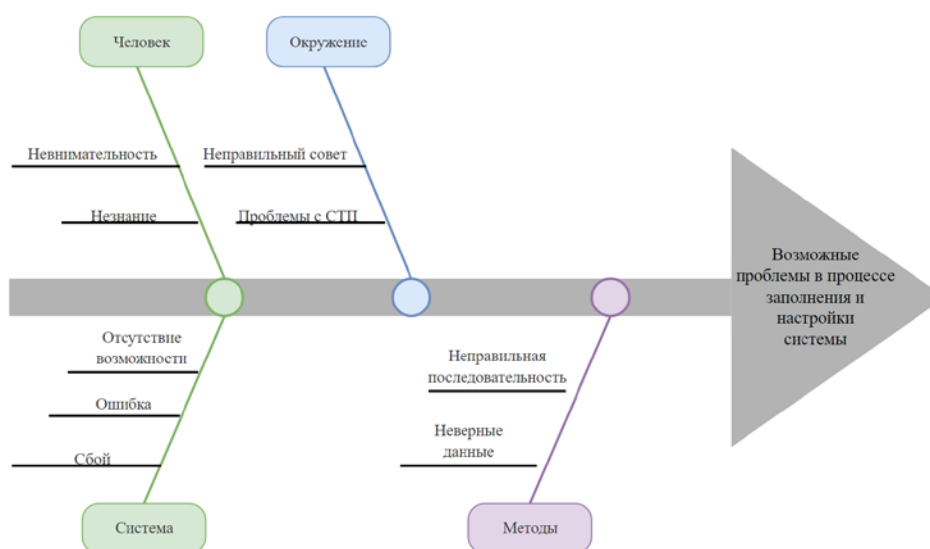 Человек
Окружение
Невнимательность
Неправильный совет
Незнание
Проблемы с СТП
Возможные
проблемы в процессе
заполнения и
настройки
системы
Отсутствие
возможности
Неправильная
последовательность
Ошибка
Неверные
данные
Сбой
Система
Методы